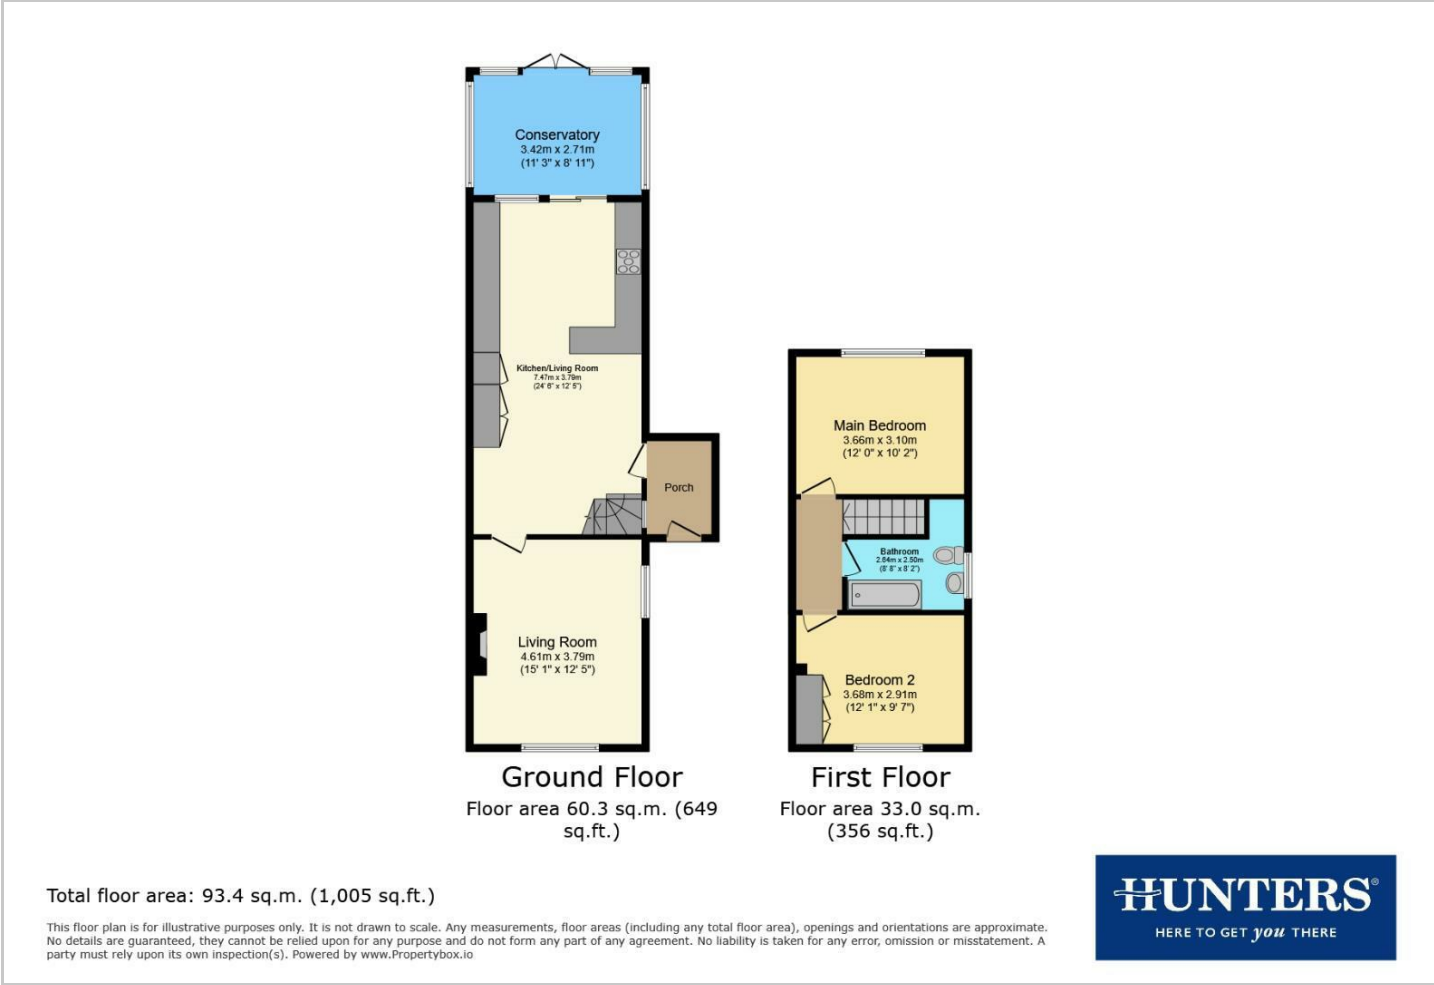 Conservatory
3.42m x 2.71m
(11' 3" x 8' 11")
Kitchen/Living Room
7.47m x 3.79m
(24' 6" x 12' 5")
Porch
Living Room
4.61m x 3.79m
(15' 1" x 12' 5")
Main Bedroom
3.66m x 3.10m
(12' 0" x 10' 2")
Bathroom
2.64m x 2.50m
(8' 8" x 8' 2")
Bedroom 2
3.68m x 2.91m
(12' 1" x 9' 7")
Ground Floor
Floor area 60.3 sq.m. (649
sq.ft.)
First Floor
Floor area 33.0 sq.m.
(356 sq.ft.)
Total floor area: 93.4 sq.m. (1,005 sq.ft.)
This floor plan is for illustrative purposes only. It is not drawn to scale. Any measurements, floor areas (including any total floor area), openings and orientations are approximate.
No details are guaranteed, they cannot be relied upon for any purpose and do not form any part of any agreement. No liability is taken for any error, omission or misstatement. A
party must rely upon its own inspection(s). Powered by www.Propertybox.io
HUNTERS®
HERE TO GET you THERE